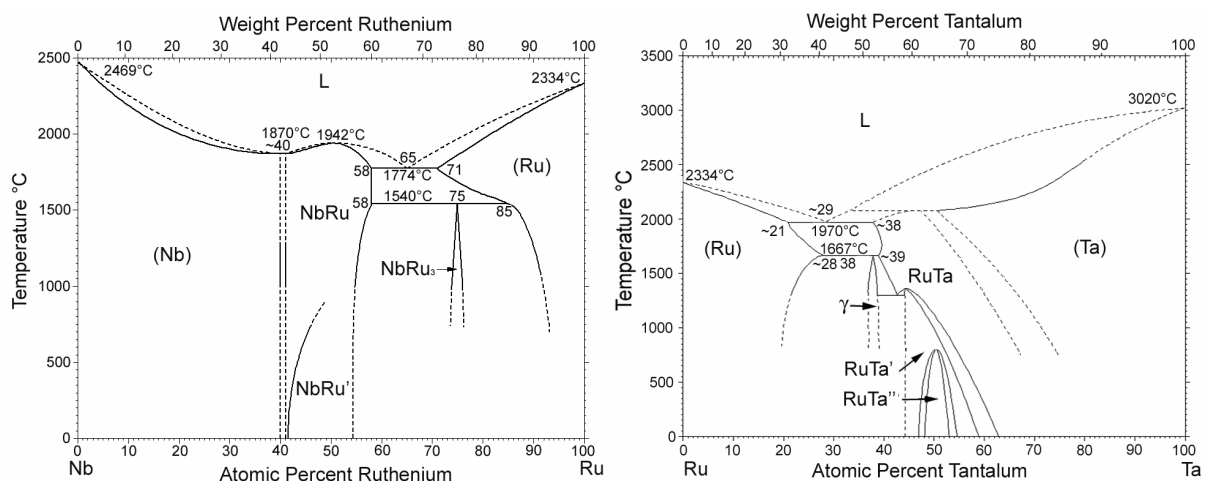 Weight Percent Ruthenium
0 10 20 30 40 50 60 70 80 90 100
2500
2469°C
2334°C
L
2000
1870°C 1942°C
~40
65
58 1774°C 71
(Ru)
1540°C 75
58
85
NbRu
1500
(Nb)
NbRu₃
1000
500
NbRu'
0
Temperature °C
0 10 20 30 40 50 60 70 80 90 100
Nb Atomic Percent Ruthenium Ru
Weight Percent Tantalum
0 10 20 30 40 50 60 70 80 90 100
3500
3020°C
3000
L
2500
2334°C
~29
2000
~21 1970°C ~38
(Ru)
1667°C
(Ta)
~28 38 ~39
1500
RuTa
γ
1000
RuTa'
500
RuTa''
0
Temperature °C
0 10 20 30 40 50 60 70 80 90 100
Ru Atomic Percent Tantalum Ta